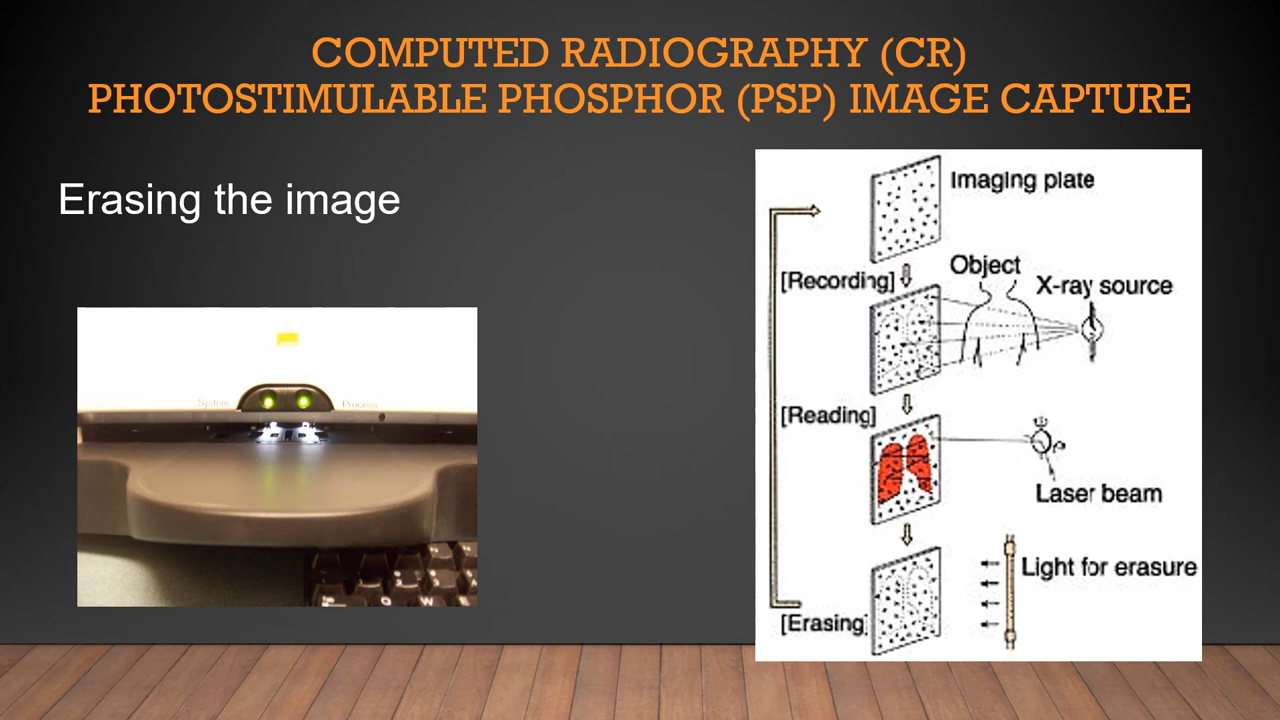 COMPUTED RADIOGRAPHY (CR)
PHOTOSTIMULABLE PHOSPHOR (PSP) IMAGE CAPTURE
Erasing the image
System
Process
Q W E
Imaging plate
[Recording]
Object
X-ray source
[Reading]
Laser beam
Light for erasure
[Erasing]